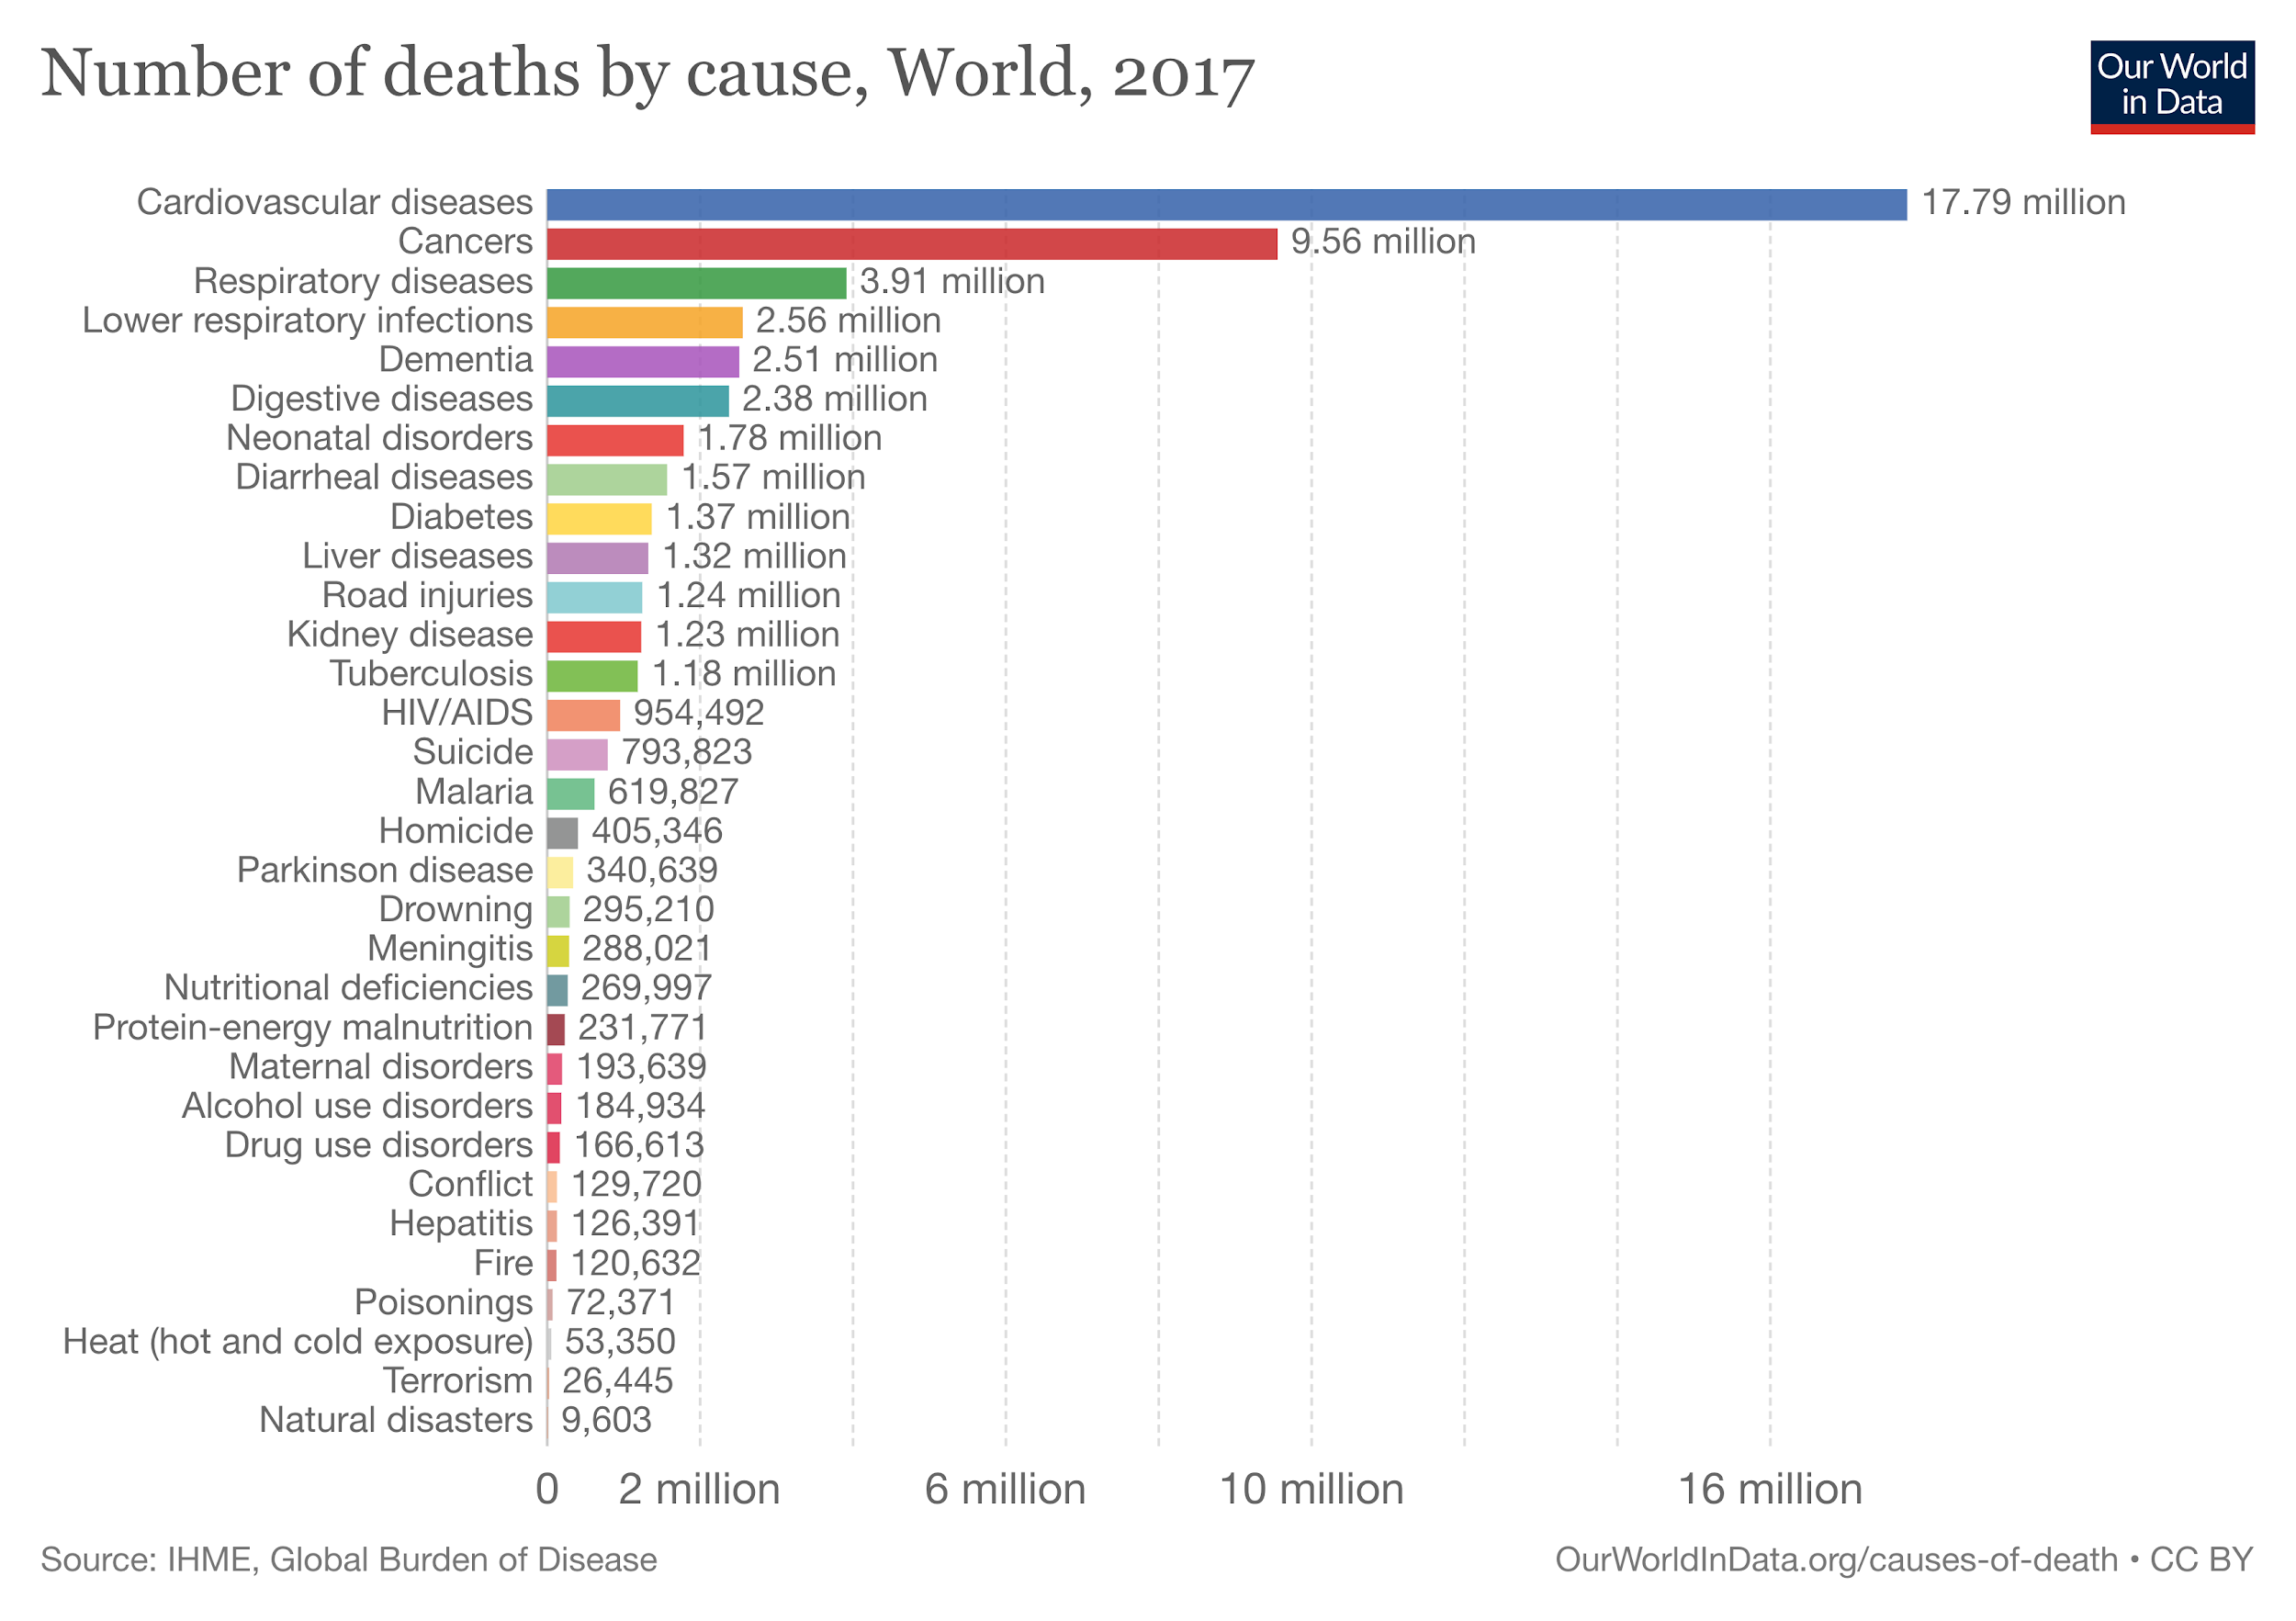 Number of deaths by cause, World, 2017
Our World
in Data
Cardiovascular diseases 17.79 million
Cancers 9.56 million
Respiratory diseases 3.91 million
Lower respiratory infections 2.56 million
Dementia 2.51 million
Digestive diseases 2.38 million
Neonatal disorders 1.78 million
Diarrheal diseases 1.57 million
Diabetes 1.37 million
Liver diseases 1.32 million
Road injuries 1.24 million
Kidney disease 1.23 million
Tuberculosis 1.18 million
HIV/AIDS 954,492
Suicide 793,823
Malaria 619,827
Homicide 405,346
Parkinson disease 340,639
Drowning 295,210
Meningitis 288,021
Nutritional deficiencies 269,997
Protein-energy malnutrition 231,771
Maternal disorders 193,639
Alcohol use disorders 184,934
Drug use disorders 166,613
Conflict 129,720
Hepatitis 126,391
Fire 120,632
Poisonings 72,371
Heat (hot and cold exposure) 53,350
Terrorism 26,445
Natural disasters 9,603
0 2 million 6 million 10 million 16 million
Source: IHME, Global Burden of Disease OurWorldInData.org/causes-of-death • CC BY